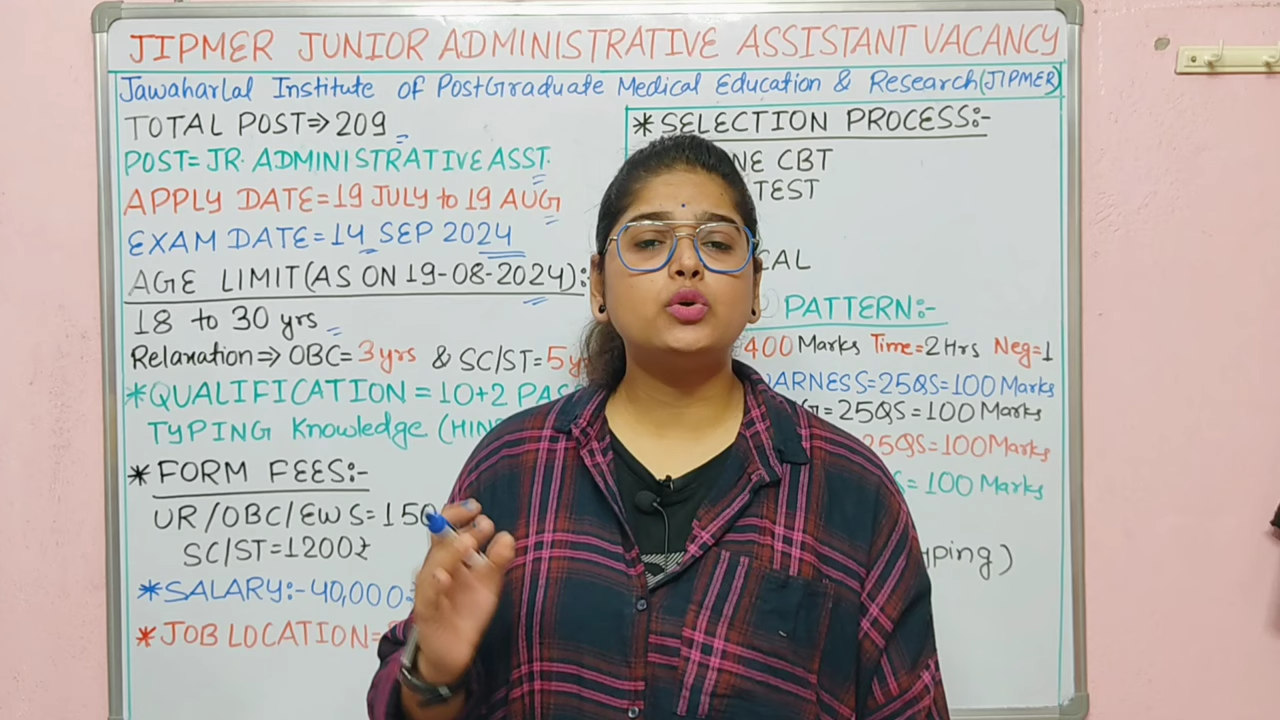 JIPMER JUNIOR ADMINISTRATIVE ASSISTANT VACANCY
Jawaharlal Institute of PostGraduate Medical Education & Research(JIPMER)
TOTAL POST⇒209
POST=JR. ADMINISTRATIVE ASST.
APPLY DATE=19 JULY to 19 AUG
EXAM DATE=14 SEP 2024
AGE LIMIT(AS ON 19-08-2024):
18 to 30 yrs
Relaxation⇒OBC=3yrs & SC/ST=5y
*QUALIFICATION=10+2 PAS
TYPING Knowledge (HIN
*FORM FEES:-
UR/OBC/EWS=150
SC/ST=1200₹
*SALARY:-40,000
*JOB LOCATION=
*SELECTION PROCESS:-
NE CBT
TEST
CAL
PATTERN:-
400 Marks Time=2Hrs Neg=1
ARNESS=25QS=100 Marks
G=25QS=100 Marks
25QS=100Marks
S=100 Marks
yping)